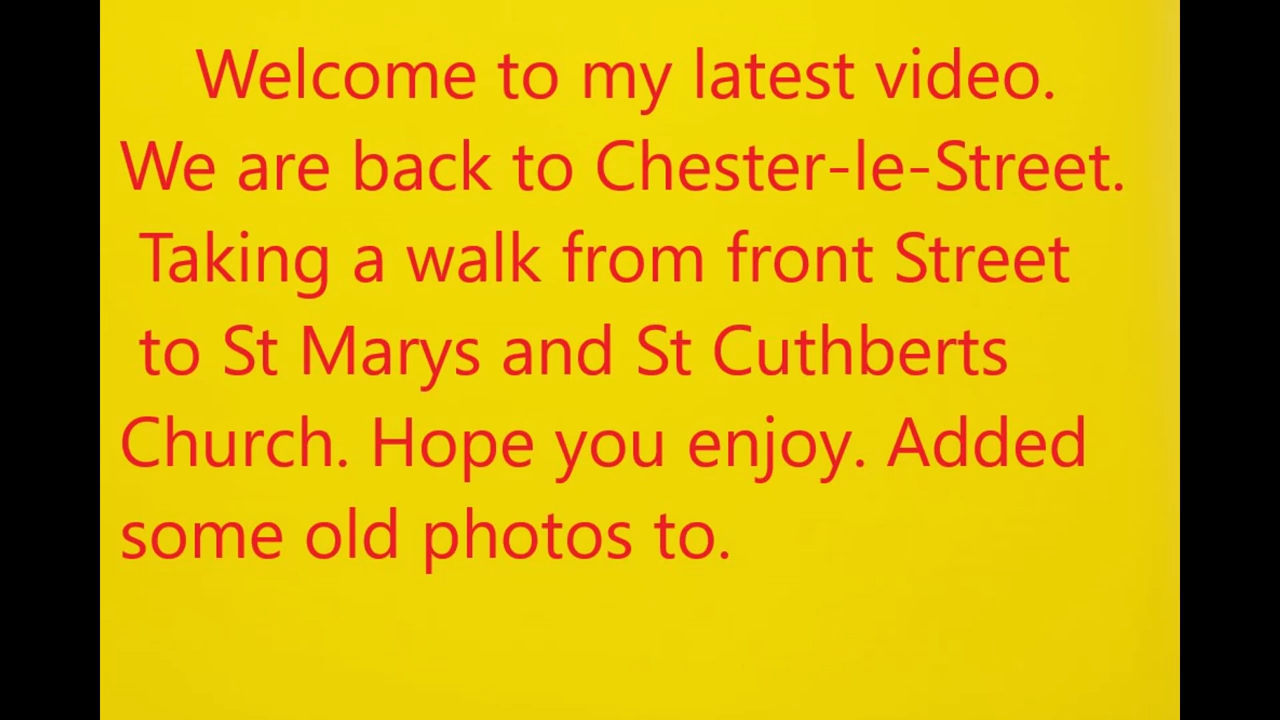 Welcome to my latest video.
We are back to Chester-le-Street.
Taking a walk from front Street
to St Marys and St Cuthberts
Church. Hope you enjoy. Added
some old photos to.